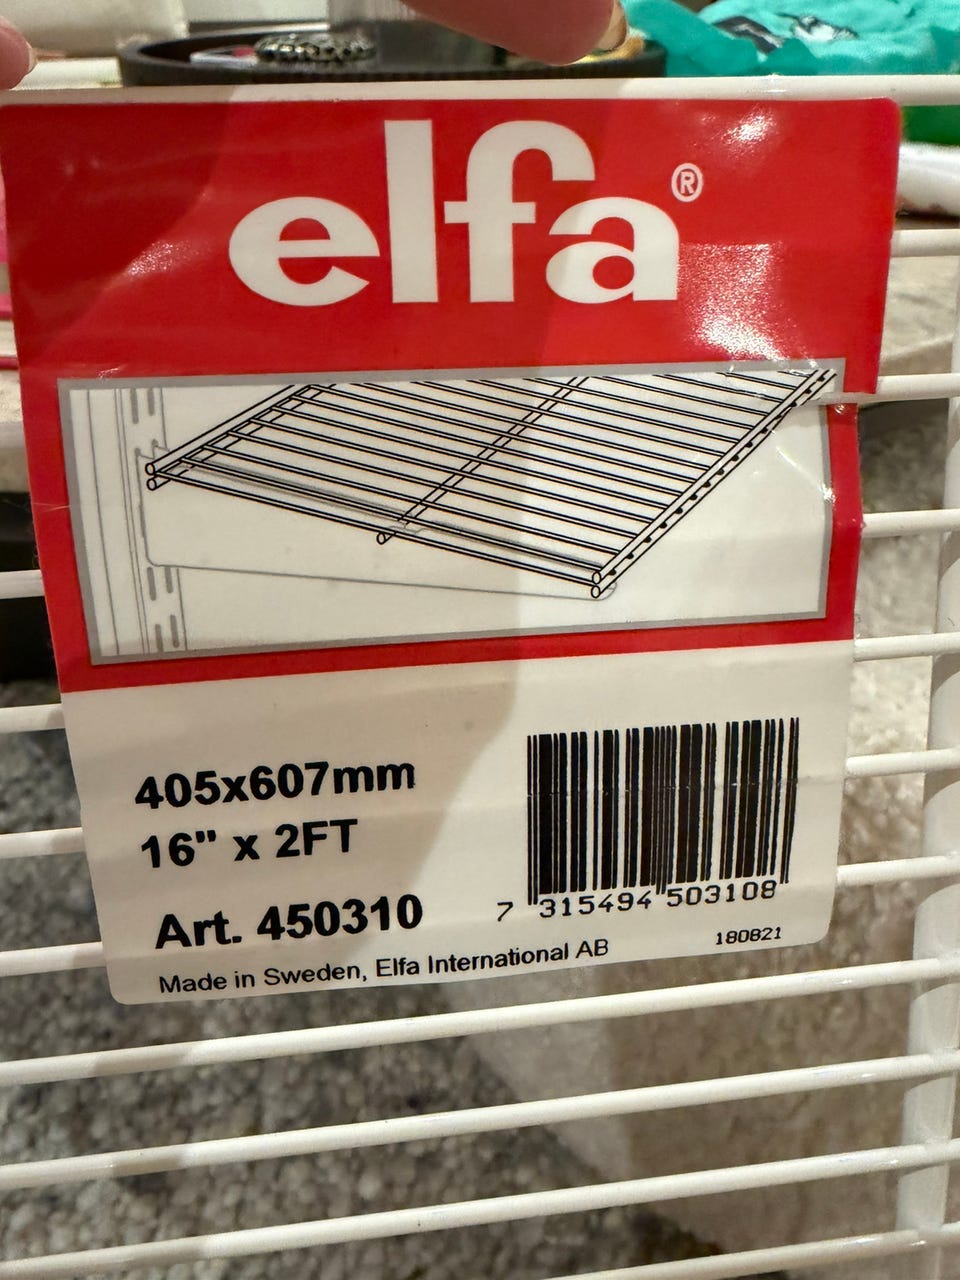 elfa®
405x607mm
16" x 2FT
Art. 450310
7 315494 503108
180821
Made in Sweden, Elfa International AB